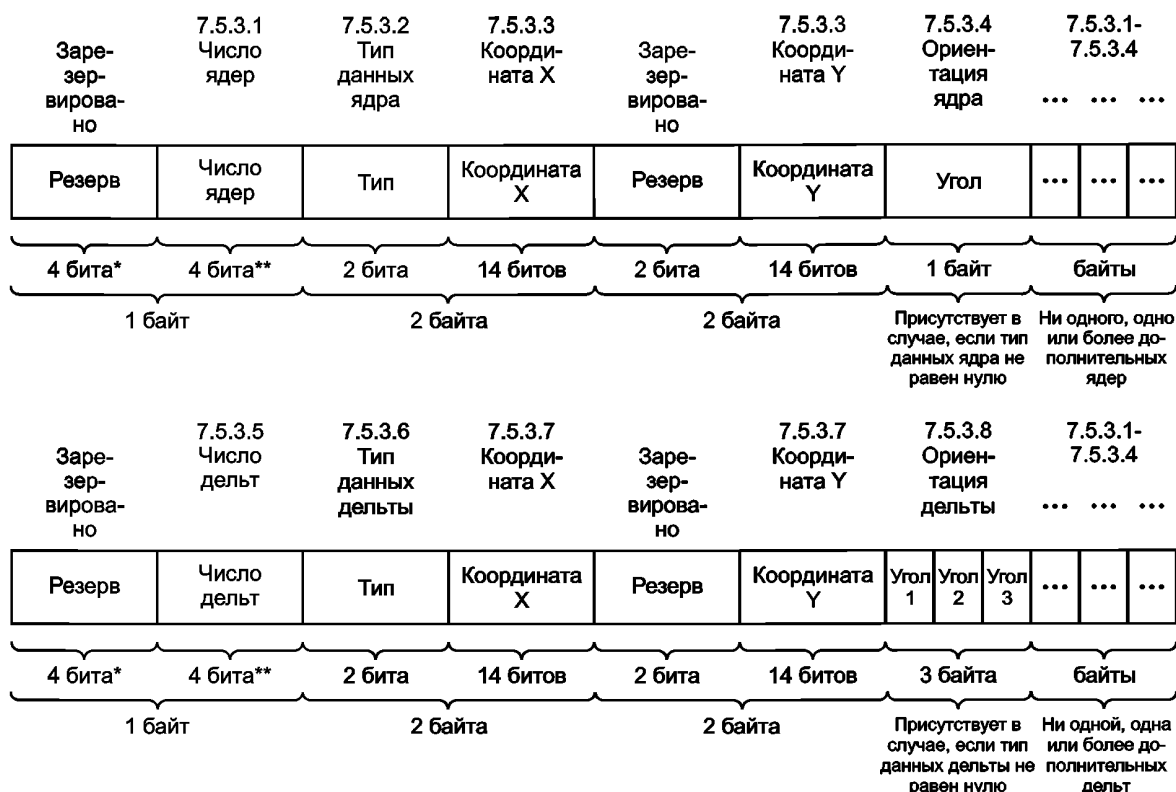 7.5.3.1 7.5.3.2 7.5.3.3 7.5.3.3 7.5.3.4 7.5.3.1-
Заре- Число Тип Коорди- Заре- Коорди- Ориен- 7.5.3.4
зер- ядер данных ната X зер- ната Y тация
вирова- ядра вирова- ядра ... ... ...
но но
Резерв Число ядер Тип Координата X Резерв Координата Y Угол ... ... ...
4 бита* 4 бита** 2 бита 14 битов 2 бита 14 битов 1 байт байты
1 байт 2 байта 2 байта
Присутствует в Ни одного, одно
случае, если тип или более до-
данных ядра не полнительных
равен нулю ядер
7.5.3.5 7.5.3.6 7.5.3.7 7.5.3.7 7.5.3.8 7.5.3.1-
Заре- Число Тип Коорди- Заре- Коорди- Ориен- 7.5.3.4
зер- дельт данных ната X зер- ната Y тация
вирова- дельты вирова- дельты ... ... ...
но но
Резерв Число дельт Тип Координата X Резерв Координата Y Угол 1 Угол 2 Угол 3 ... ... ...
4 бита* 4 бита** 2 бита 14 битов 2 бита 14 битов 3 байта байты
1 байт 2 байта 2 байта
Присутствует в Ни одной, одна
случае, если тип или более до-
данных дельты не полнительных
равен нулю дельт